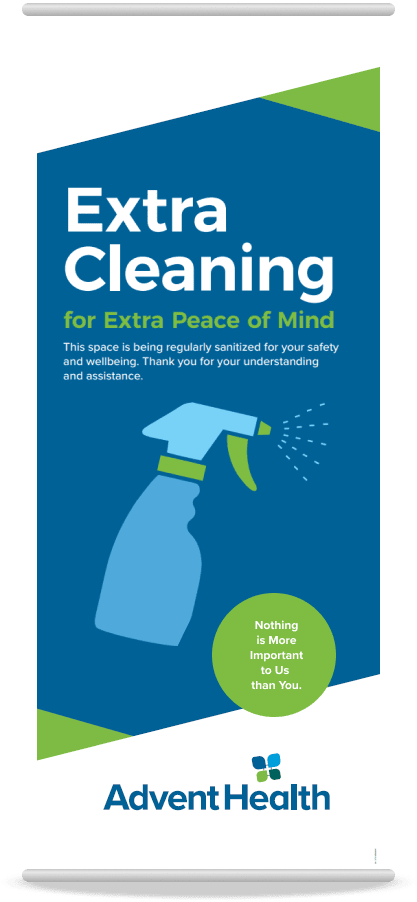 Extra
Cleaning
for Extra Peace of Mind
This space is being regularly sanitized for your safety
and wellbeing. Thank you for your understanding
and assistance.
Nothing
is More
Important
to Us
than You.
AdventHealth